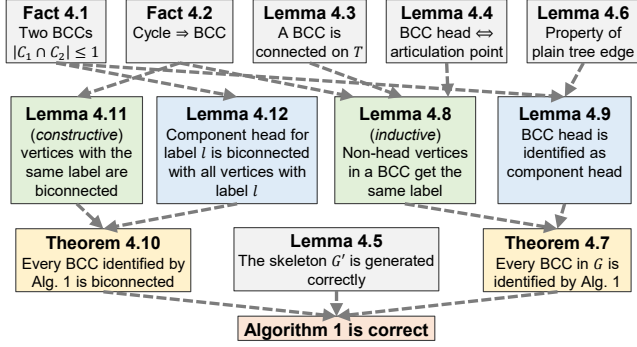 Fact 4.1
Two BCCs
|C₁ ∩ C₂| ≤ 1
Fact 4.2
Cycle ⇒ BCC
Lemma 4.3
A BCC is
connected on T
Lemma 4.4
BCC head ⇔
articulation point
Lemma 4.6
Property of
plain tree edge
Lemma 4.11
(constructive)
vertices with the
same label are
biconnected
Lemma 4.12
Component head for
label l is biconnected
with all vertices with
label l
Lemma 4.8
(inductive)
Non-head vertices
in a BCC get the
same label
Lemma 4.9
BCC head is
identified as
component head
Theorem 4.10
Every BCC identified by
Alg. 1 is biconnected
Lemma 4.5
The skeleton G′ is generated
correctly
Theorem 4.7
Every BCC in G is
identified by Alg. 1
Algorithm 1 is correct